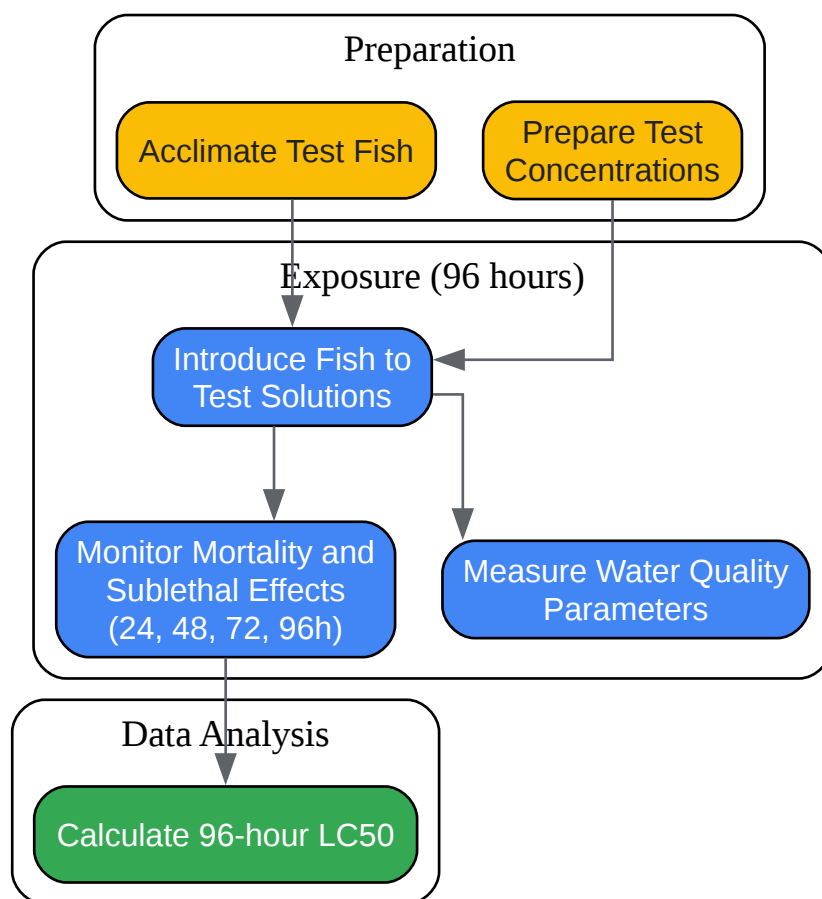 Preparation
Acclimate Test Fish
Prepare Test
Concentrations
Exposure (96 hours)
Introduce Fish to
Test Solutions
Monitor Mortality and
Sublethal Effects
(24, 48, 72, 96h)
Measure Water Quality
Parameters
Data Analysis
Calculate 96-hour LC50